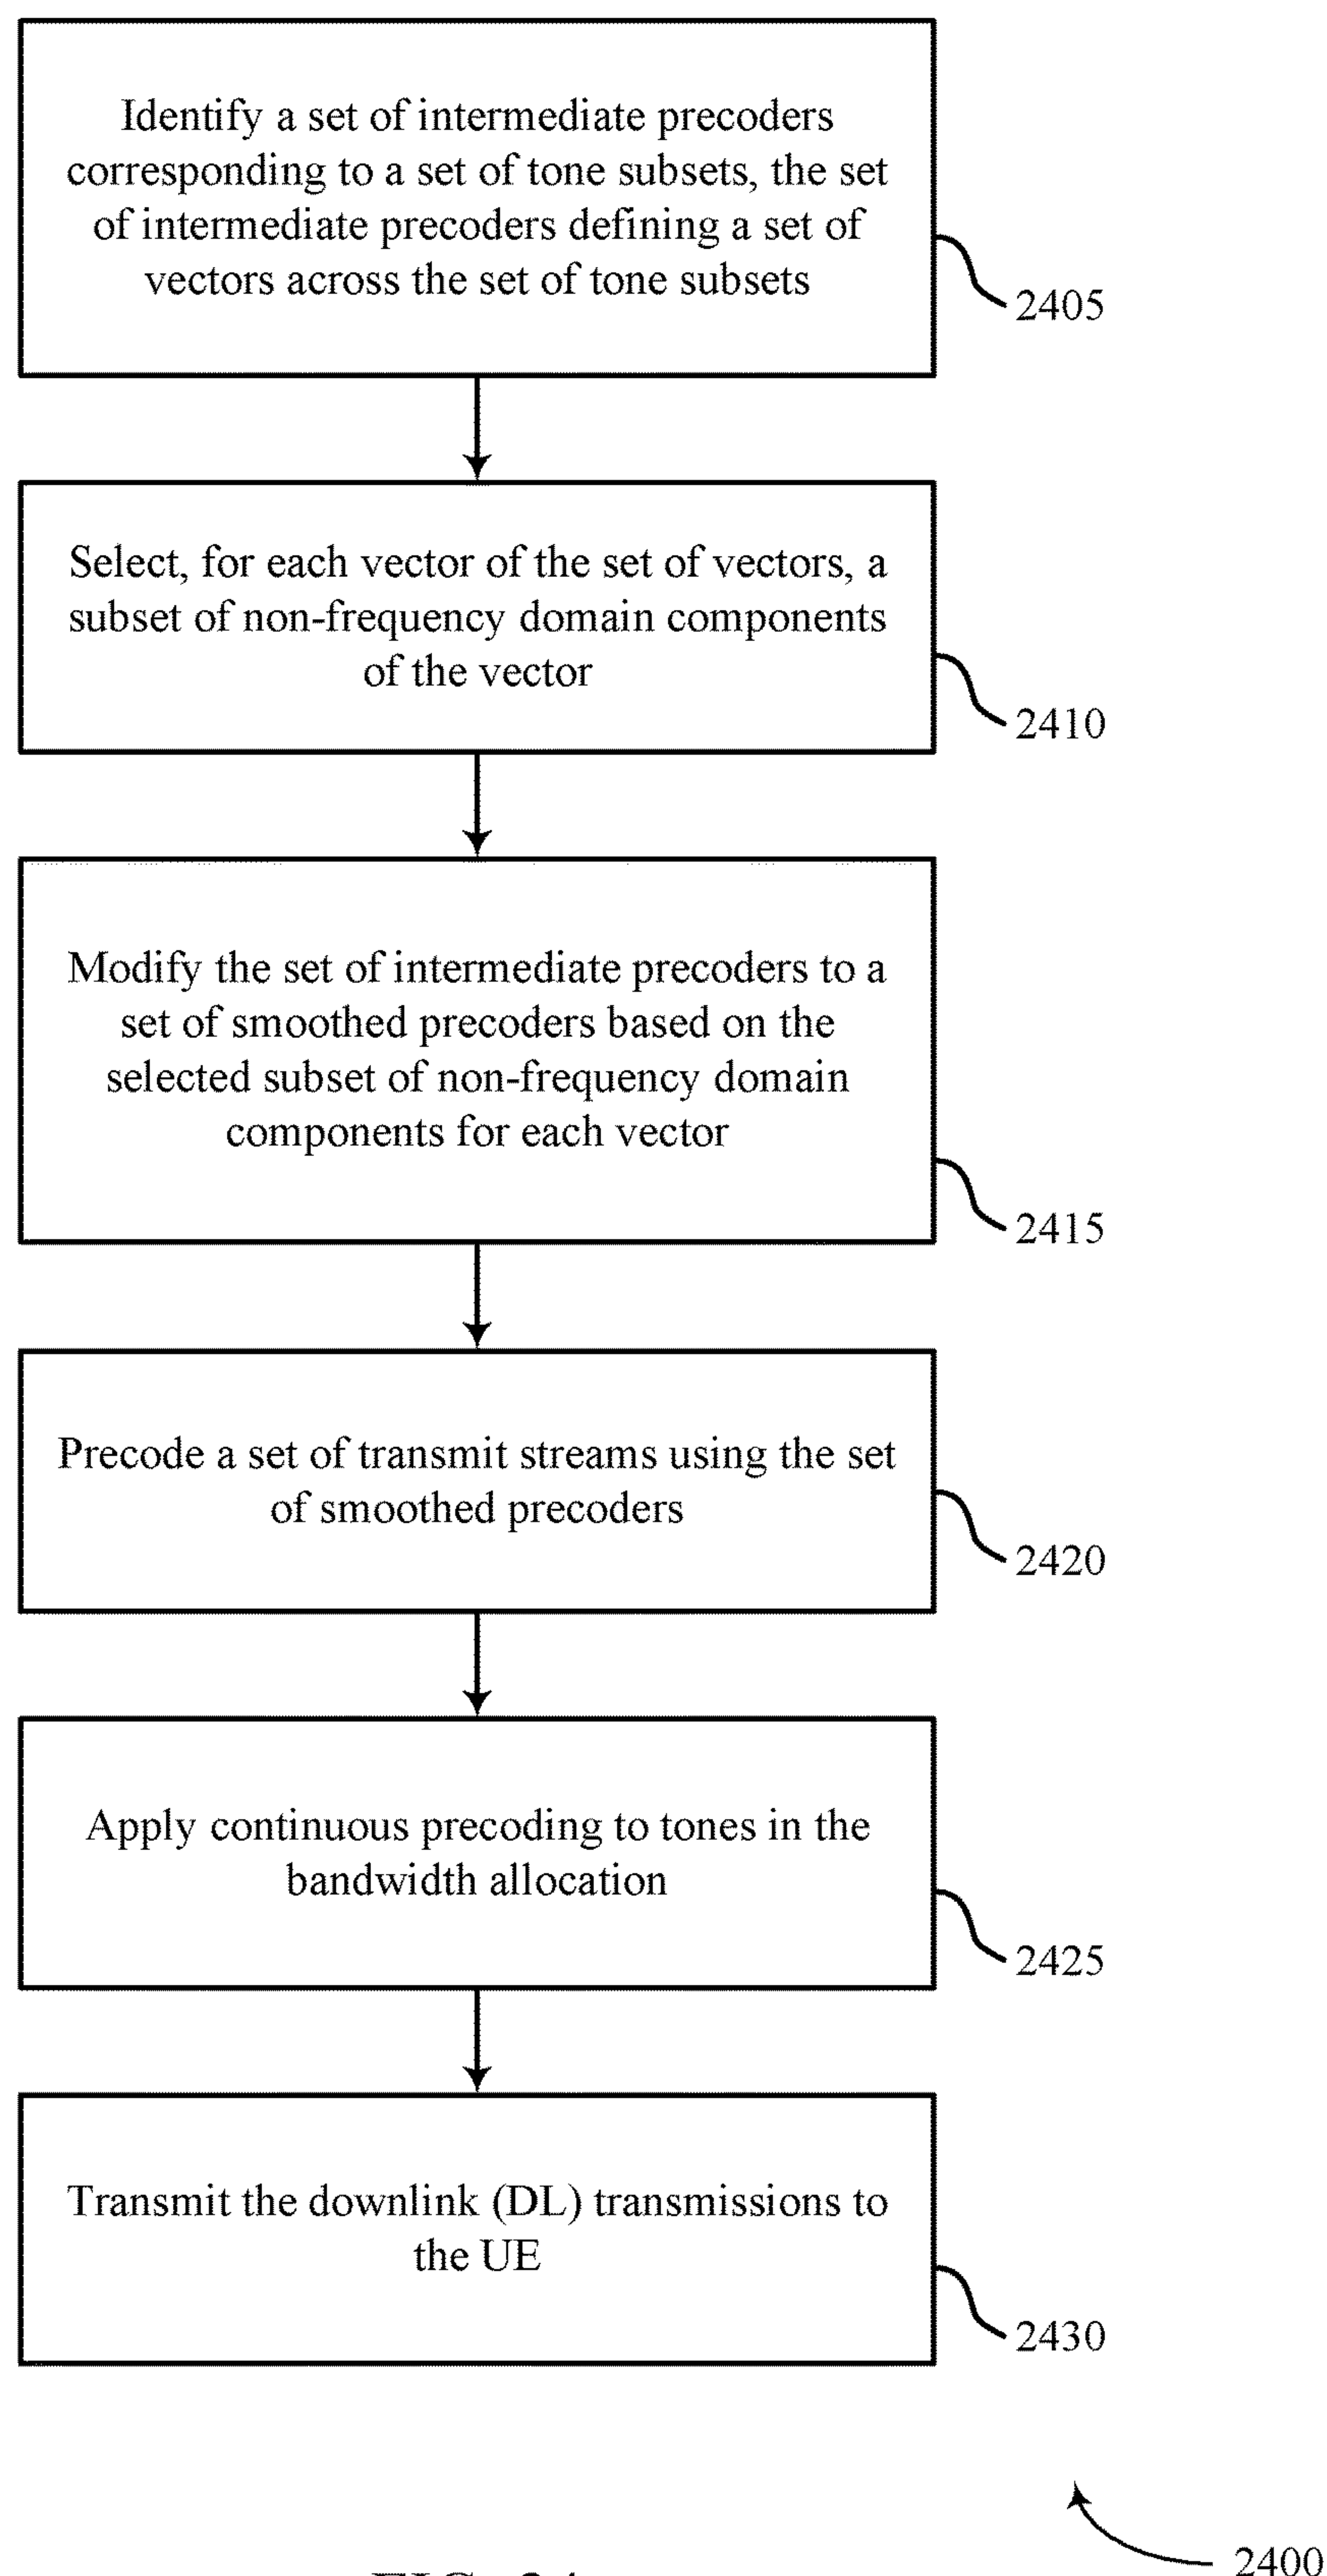 Identify a set of intermediate precoders
corresponding to a set of tone subsets, the set
of intermediate precoders defining a set of
vectors across the set of tone subsets
2405
Select, for each vector of the set of vectors, a
subset of non-frequency domain components
of the vector
2410
Modify the set of intermediate precoders to a
set of smoothed precoders based on the
selected subset of non-frequency domain
components for each vector
2415
Precode a set of transmit streams using the set
of smoothed precoders
2420
Apply continuous precoding to tones in the
bandwidth allocation
2425
Transmit the downlink (DL) transmissions to
the UE
2430
2400